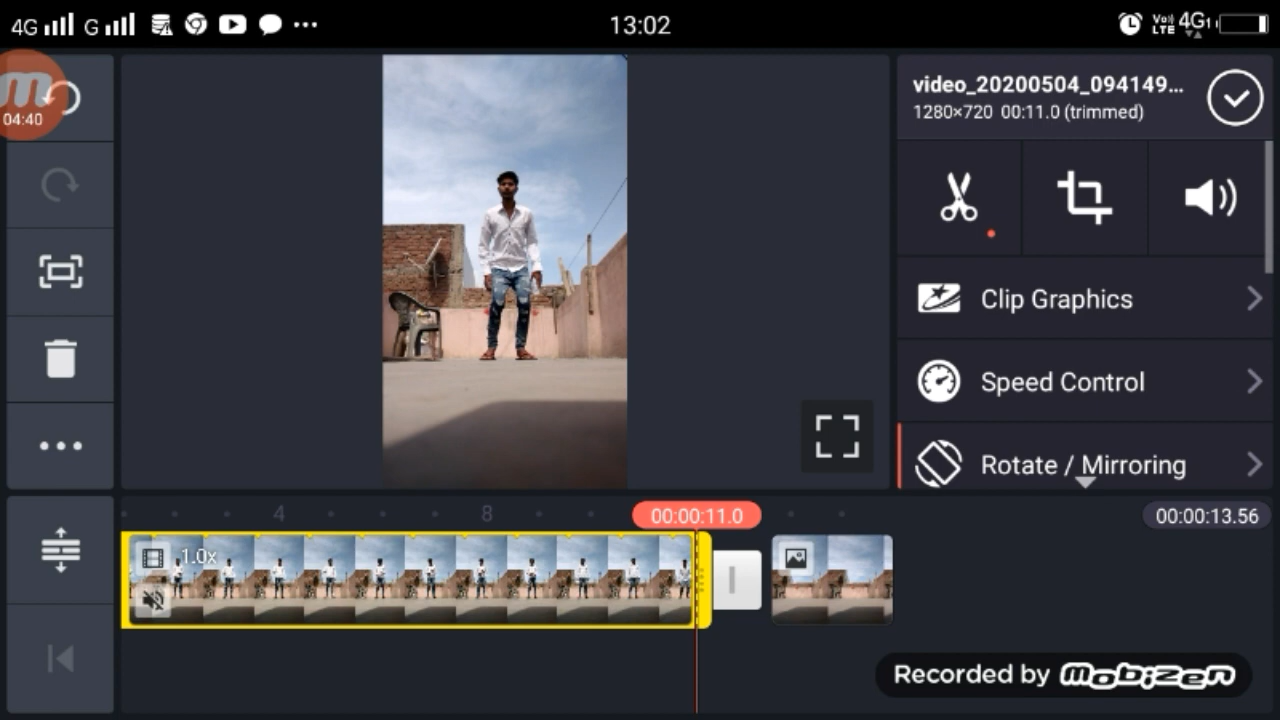 4G G 13:02 VoLTE 4G
04:40
video_20200504_094149...
1280×720 00:11.0 (trimmed)
Clip Graphics
Speed Control
Rotate / Mirroring
4 8 00:00:11.0 00:00:13.56
1.0x
Recorded by mobizen